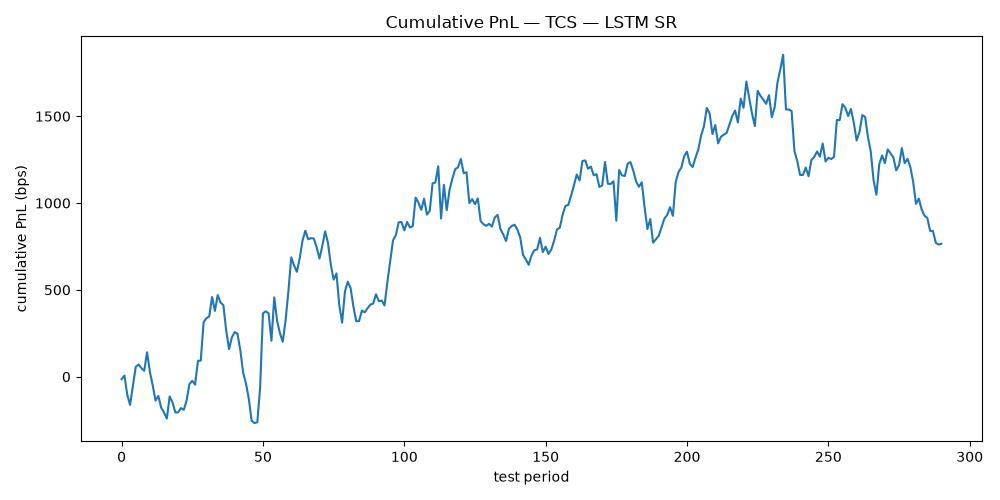 Cumulative PnL — TCS — LSTM SR
cumulative PnL (bps)
1500
1000
500
0
0 50 100 150 200 250 300
test period